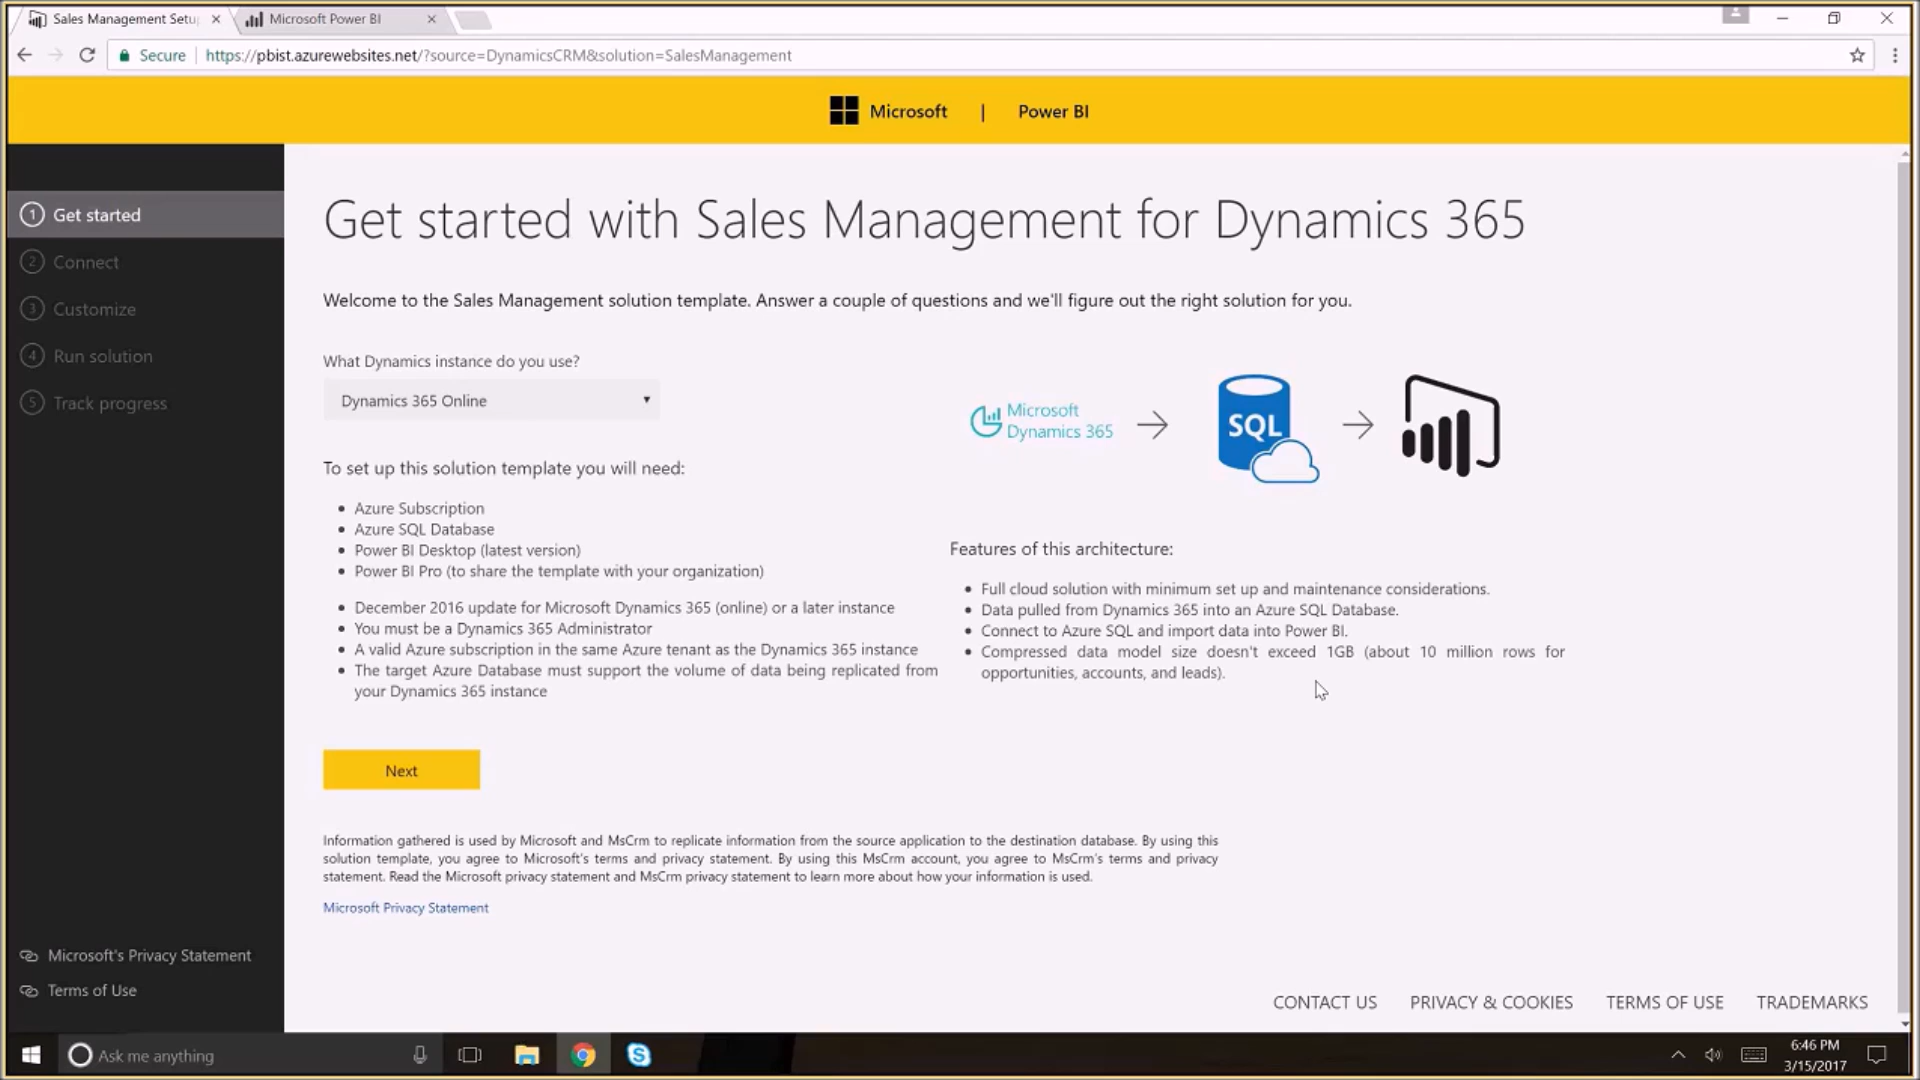 Sales Management Setu
Microsoft Power BI
Secure
https://pbist.azurewebsites.net/?source=DynamicsCRM&solution=SalesManagement
Microsoft | Power BI
1 Get started
2 Connect
3 Customize
4 Run solution
5 Track progress
Get started with Sales Management for Dynamics 365
Welcome to the Sales Management solution template. Answer a couple of questions and we'll figure out the right solution for you.
What Dynamics instance do you use?
Dynamics 365 Online
To set up this solution template you will need:
• Azure Subscription
• Azure SQL Database
• Power BI Desktop (latest version)
• Power BI Pro (to share the template with your organization)
• December 2016 update for Microsoft Dynamics 365 (online) or a later instance
• You must be a Dynamics 365 Administrator
• A valid Azure subscription in the same Azure tenant as the Dynamics 365 instance
• The target Azure Database must support the volume of data being replicated from
your Dynamics 365 instance
Microsoft
Dynamics 365
SQL
Features of this architecture:
• Full cloud solution with minimum set up and maintenance considerations.
• Data pulled from Dynamics 365 into an Azure SQL Database.
• Connect to Azure SQL and import data into Power BI.
• Compressed data model size doesn't exceed 1GB (about 10 million rows for
opportunities, accounts, and leads).
Next
Information gathered is used by Microsoft and MsCrm to replicate information from the source application to the destination database. By using this
solution template, you agree to Microsoft's terms and privacy statement. By using this MsCrm account, you agree to MsCrm's terms and privacy
statement. Read the Microsoft privacy statement and MsCrm privacy statement to learn more about how your information is used.
Microsoft Privacy Statement
Microsoft's Privacy Statement
Terms of Use
CONTACT US
PRIVACY & COOKIES
TERMS OF USE
TRADEMARKS
Ask me anything
6:46 PM
3/15/2017